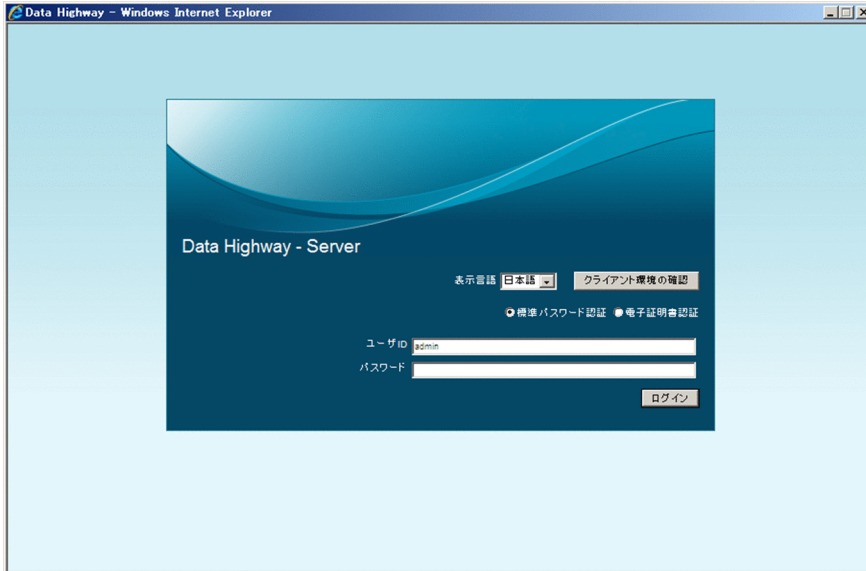 Data Highway - Windows Internet Explorer
Data Highway - Server
表示言語 日本語 クライアント環境の確認
標準パスワード認証 電子証明書認証
ユーザID admin
パスワード
ログイン